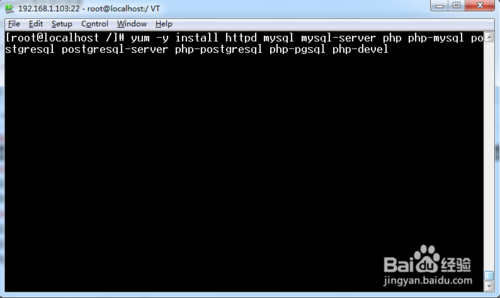 192.168.1.103:22 - root@localhost:/ VT
File Edit Setup Control Window Help
[root@localhost /]# yum -y install httpd mysql mysql-server php php-mysql po
stgresql postgresql-server php-postgresql php-pgsql php-devel
Baidu经验
jingyan.baidu.com